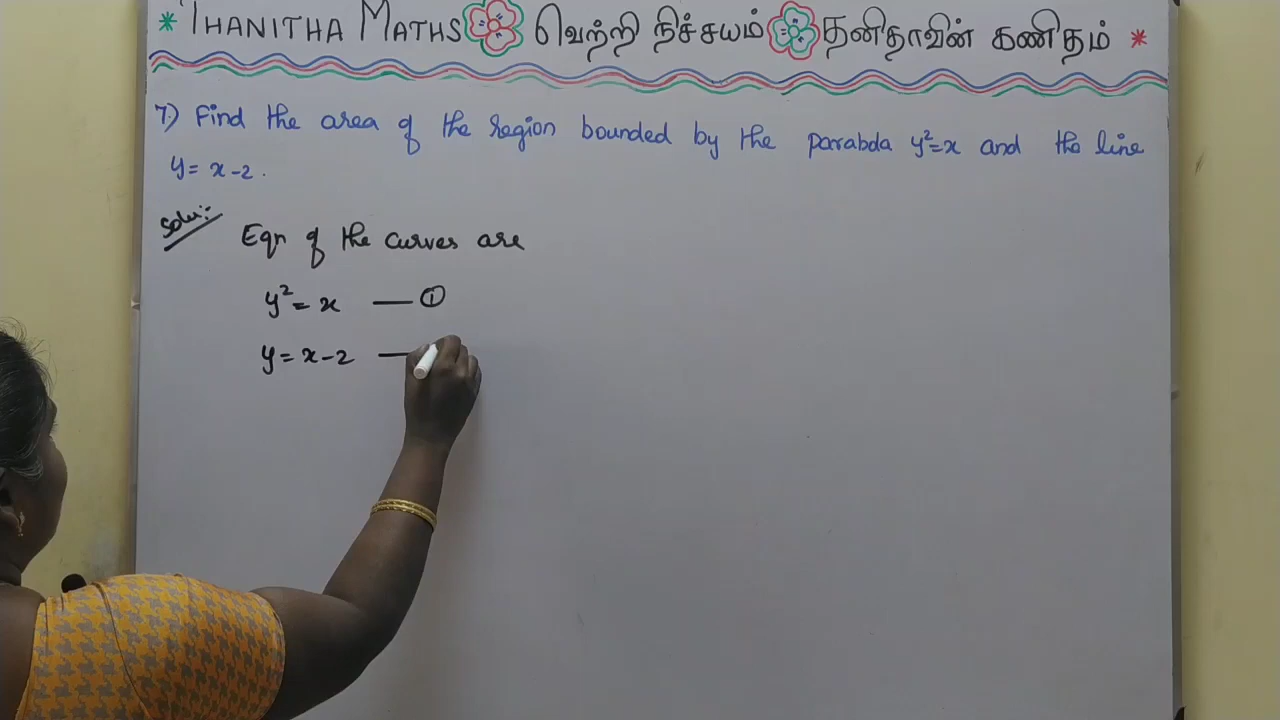 * THANITHA MATHS வெற்றி நிச்சயம் தனிதாவின் கணிதம் *
7.) Find the area of the region bounded by the parabola y²=x and the line
y= x-2.
Solu:-
Eqn of the curves are
y² = x — ①
y = x-2 —